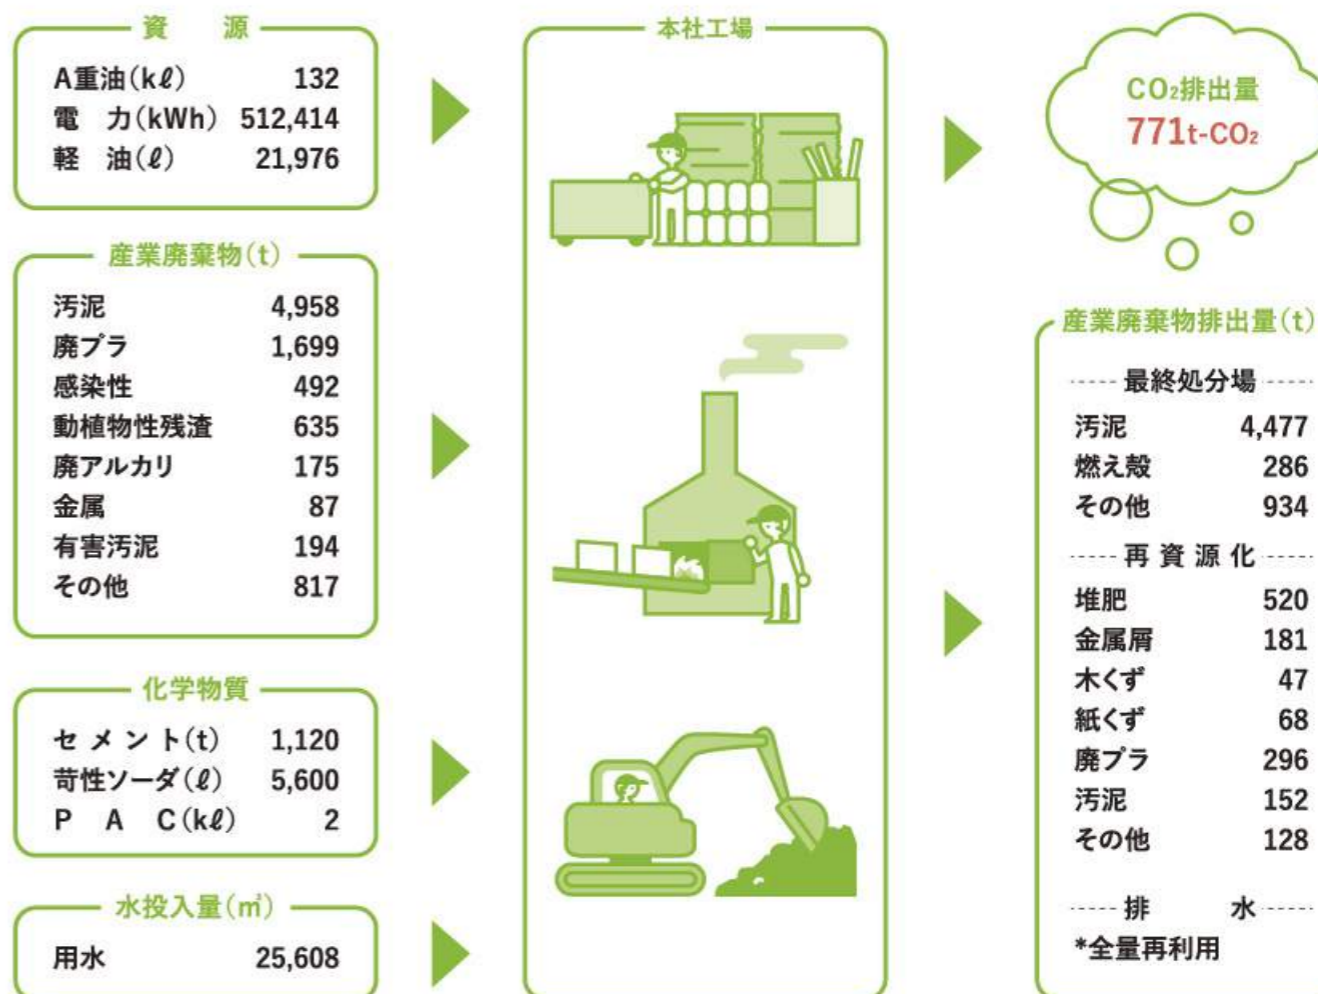 資 源
A重油(kℓ) 132
電 力(kWh) 512,414
軽 油(ℓ) 21,976
産業廃棄物(t)
汚泥 4,958
廃プラ 1,699
感染性 492
動植物性残渣 635
廃アルカリ 175
金属 87
有害汚泥 194
その他 817
化学物質
セメント(t) 1,120
苛性ソーダ(ℓ) 5,600
P A C(kℓ) 2
水投入量(㎥)
用水 25,608
本社工場
CO₂排出量
771t-CO₂
産業廃棄物排出量(t)
最終処分場
汚泥 4,477
燃え殻 286
その他 934
再資源化
堆肥 520
金属屑 181
木くず 47
紙くず 68
廃プラ 296
汚泥 152
その他 128
排 水
*全量再利用